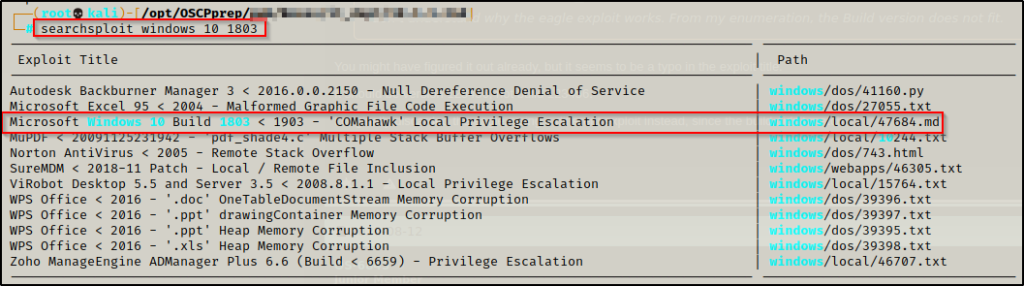 (root㉿kali)-[/opt/OSCPprep/
# searchsploit windows 10 1803
Exploit Title | Path
Autodesk Backburner Manager 3 < 2016.0.0.2150 - Null Dereference Denial of Service | windows/dos/41160.py
Microsoft Excel 95 < 2004 - Malformed Graphic File Code Execution | windows/dos/27055.txt
Microsoft Windows 10 Build 1803 < 1903 - 'COMahawk' Local Privilege Escalation | windows/local/47684.md
MuPDF < 20091125231942 - 'pdf_shade4.c' Multiple Stack Buffer Overflows | windows/local/10244.txt
Norton AntiVirus < 2005 - Remote Stack Overflow | windows/dos/743.html
SureMDM < 2018-11 Patch - Local / Remote File Inclusion | windows/webapps/46305.txt
ViRobot Desktop 5.5 and Server 3.5 < 2008.8.1.1 - Local Privilege Escalation | windows/local/15764.txt
WPS Office < 2016 - '.doc' OneTableDocumentStream Memory Corruption | windows/dos/39396.txt
WPS Office < 2016 - '.ppt' drawingContainer Memory Corruption | windows/dos/39397.txt
WPS Office < 2016 - '.ppt' Heap Memory Corruption | windows/dos/39395.txt
WPS Office < 2016 - '.xls' Heap Memory Corruption | windows/dos/39398.txt
Zoho ManageEngine ADManager Plus 6.6 (Build < 6659) - Privilege Escalation | windows/local/46707.txt